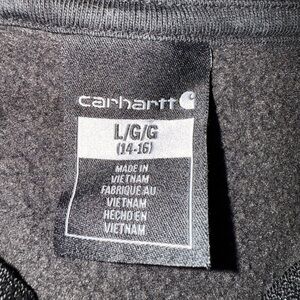 carhartt
L/G/G
(14-16)
MADE IN
VIETNAM
FABRIQUE AU
VIETNAM
HECHO EN
VIETNAM